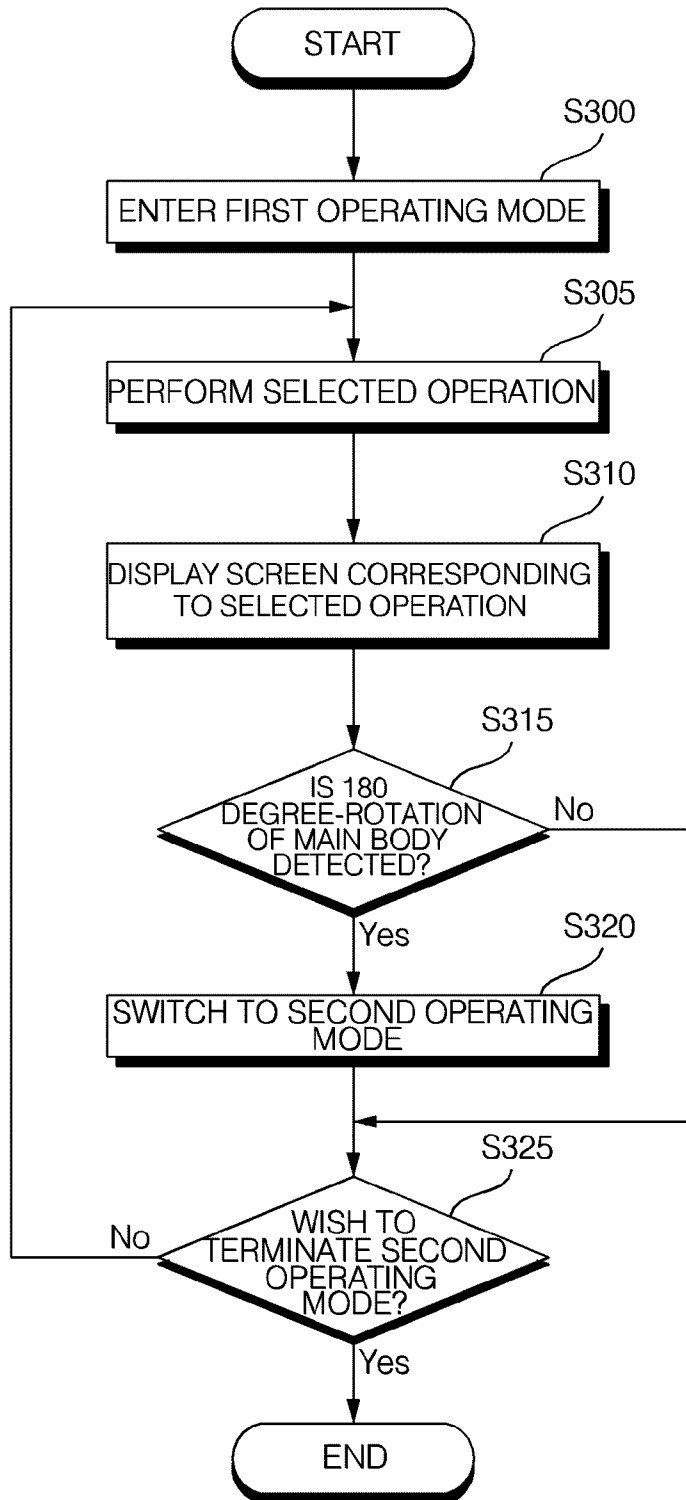 START
S300
ENTER FIRST OPERATING MODE
S305
PERFORM SELECTED OPERATION
S310
DISPLAY SCREEN CORRESPONDING
TO SELECTED OPERATION
S315
IS 180
DEGREE-ROTATION
OF MAIN BODY
DETECTED?
No
Yes
S320
SWITCH TO SECOND OPERATING
MODE
S325
WISH TO
TERMINATE SECOND
OPERATING
MODE?
No
Yes
END